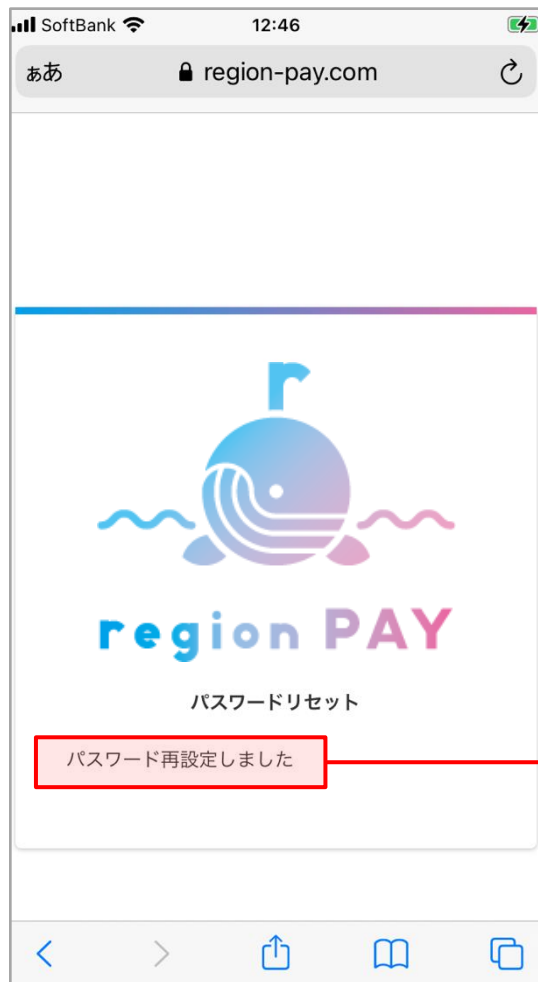 SoftBank 12:46
ああ region-pay.com
r
region PAY
パスワードリセット
パスワード再設定しました